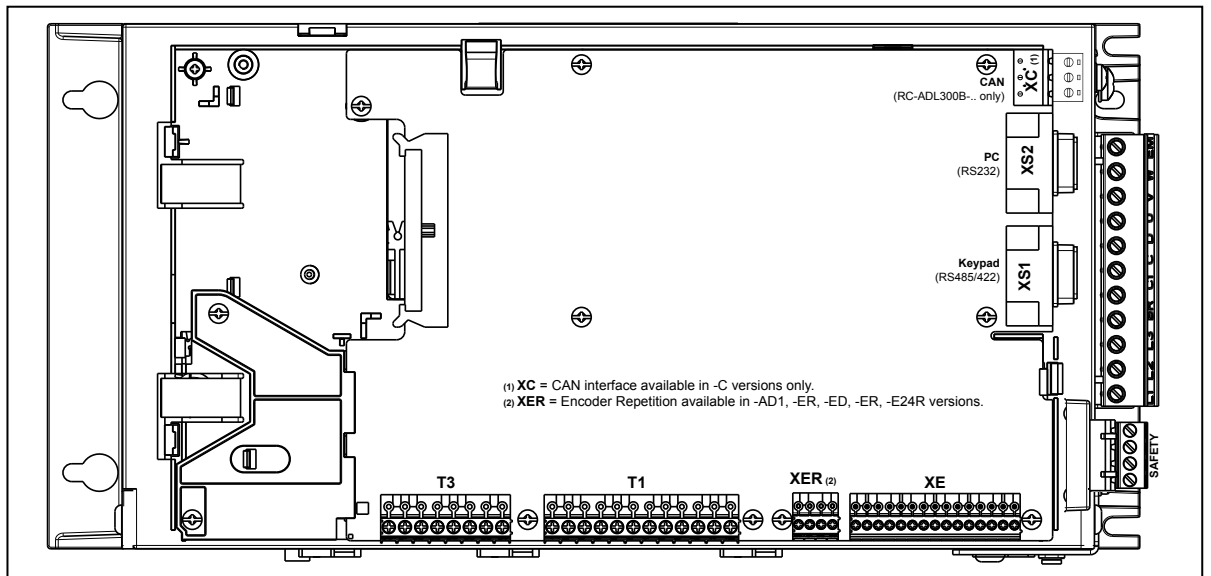 XC (1)
CAN
(RC-ADL300B-.. only)
PC
(RS232)
XS2
Keypad
(RS485/422)
XS1
(1) XC = CAN interface available in -C versions only.
(2) XER = Encoder Repetition available in -AD1, -ER, -ED, -ER, -E24R versions.
SAFETY
T3
T1
XER (2)
XE